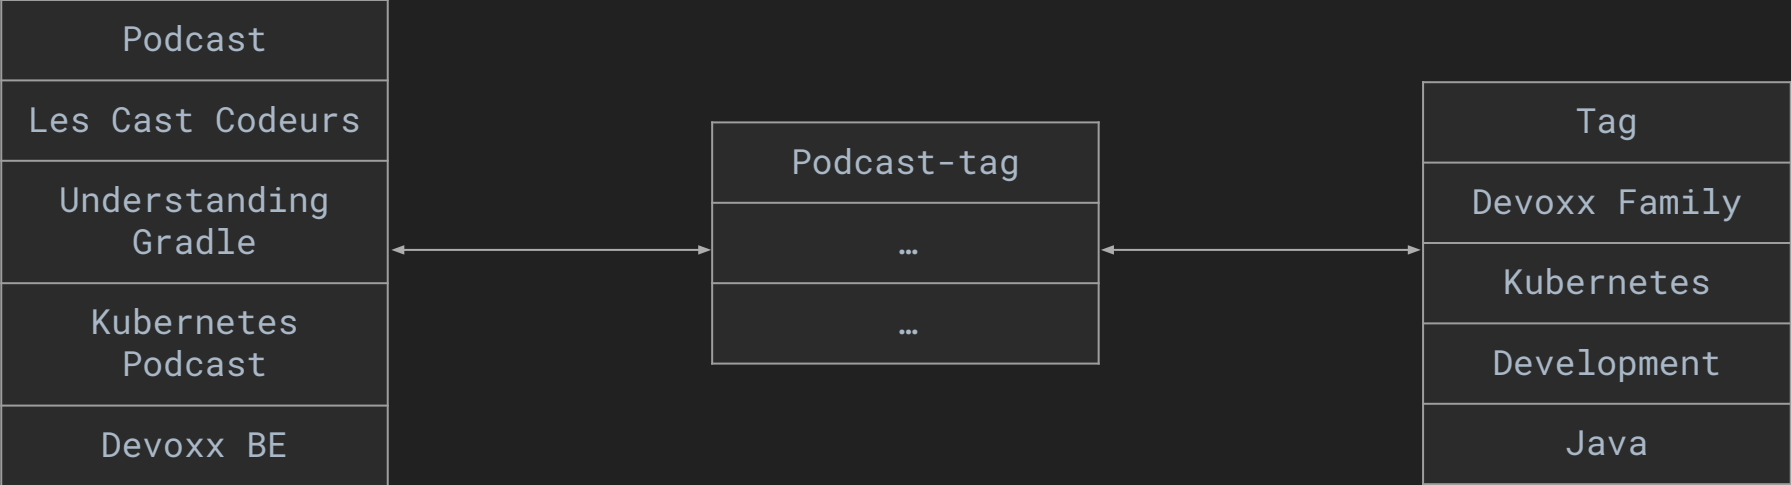 Podcast
Les Cast Codeurs
Understanding
Gradle
Kubernetes
Podcast
Devoxx BE
Podcast-tag
…
…
Tag
Devoxx Family
Kubernetes
Development
Java